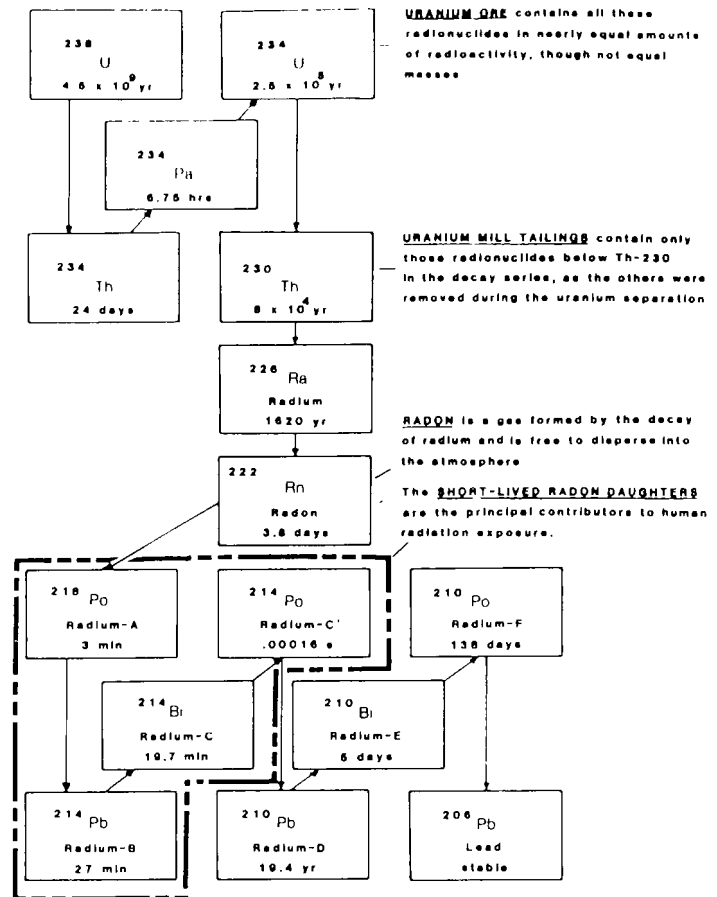 238
U
4.5 x 10^9 yr
234
U
2.5 x 10^5 yr
URANIUM ORE contains all these
radionuclides in nearly equal amounts
of radioactivity, though not equal
masses
234
Pa
6.75 hrs
234
Th
24 days
230
Th
8 x 10^4 yr
URANIUM MILL TAILINGS contain only
those radionuclides below Th-230
in the decay series, as the others were
removed during the uranium separation
226
Ra
Radium
1620 yr
222
Rn
Radon
3.8 days
RADON is a gas formed by the decay
of radium and is free to disperse into
the atmosphere
The SHORT-LIVED RADON DAUGHTERS
are the principal contributors to human
radiation exposure.
218
Po
Radium-A
3 min
214
Po
Radium-C'
.00016 s
210
Po
Radium-F
138 days
214
Bi
Radium-C
19.7 min
210
Bi
Radium-E
5 days
214
Pb
Radium-B
27 min
210
Pb
Radium-D
19.4 yr
206
Pb
Lead
stable